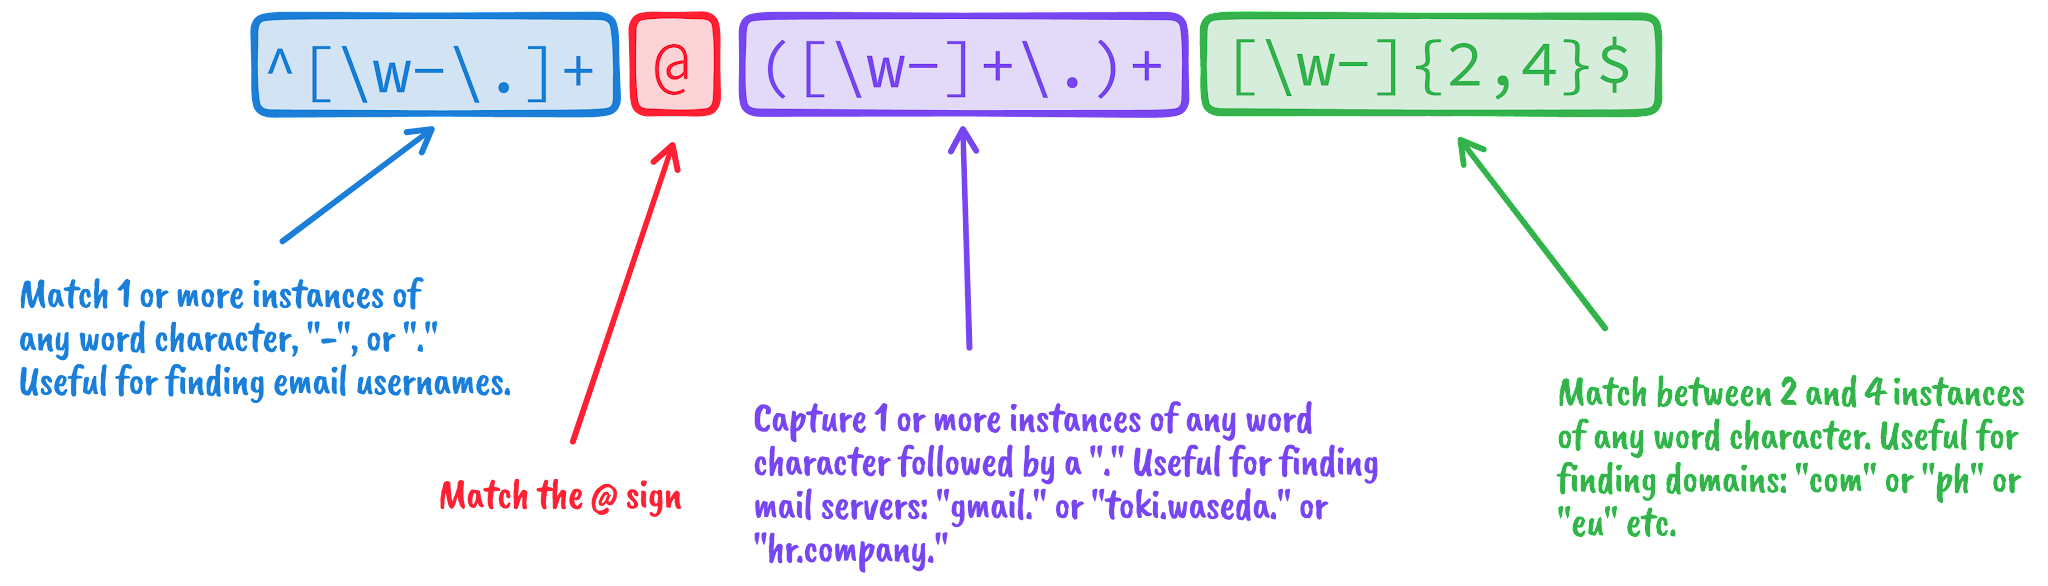 ^[\w-\.]+@([\w-]+\.)+[\w-]{2,4}$
Match 1 or more instances of
any word character, "-", or "."
Useful for finding email usernames.
Match the @ sign
Capture 1 or more instances of any word
character followed by a "." Useful for finding
mail servers: "gmail." or "toki.waseda." or
"hr.company."
Match between 2 and 4 instances
of any word character. Useful for
finding domains: "com" or "ph" or
"eu" etc.